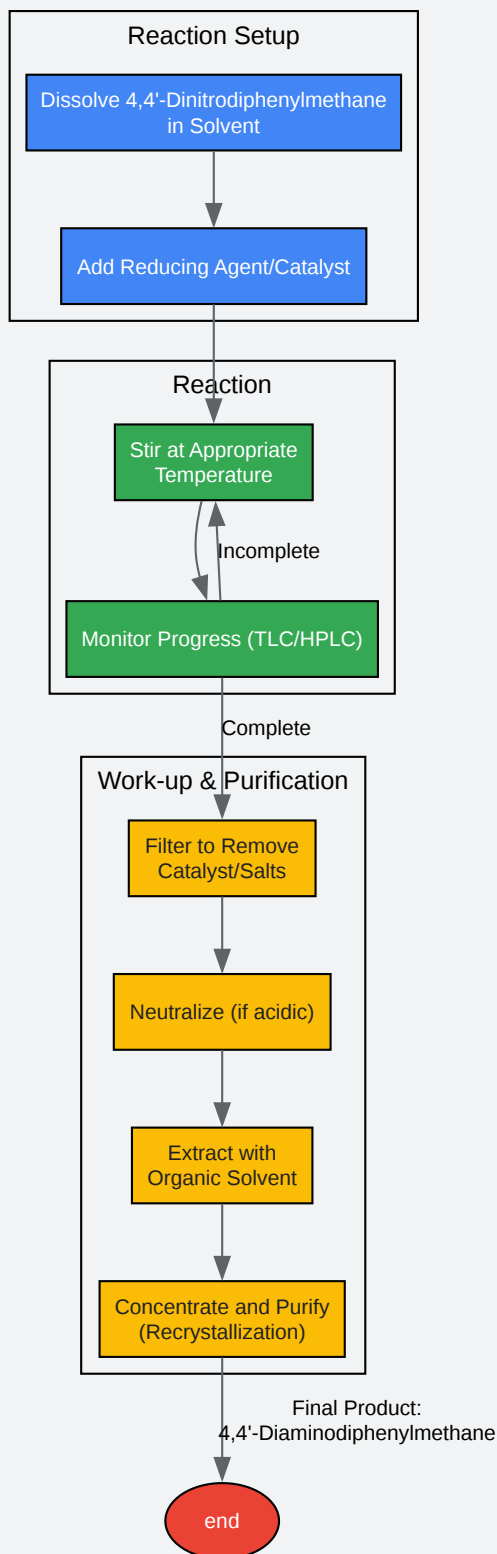 Reaction Setup
Dissolve 4,4'-Dinitrodiphenylmethane
in Solvent
Add Reducing Agent/Catalyst
Reaction
Stir at Appropriate
Temperature
Incomplete
Monitor Progress (TLC/HPLC)
Complete
Work-up & Purification
Filter to Remove
Catalyst/Salts
Neutralize (if acidic)
Extract with
Organic Solvent
Concentrate and Purify
(Recrystallization)
Final Product:
4,4'-Diaminodiphenylmethane
end